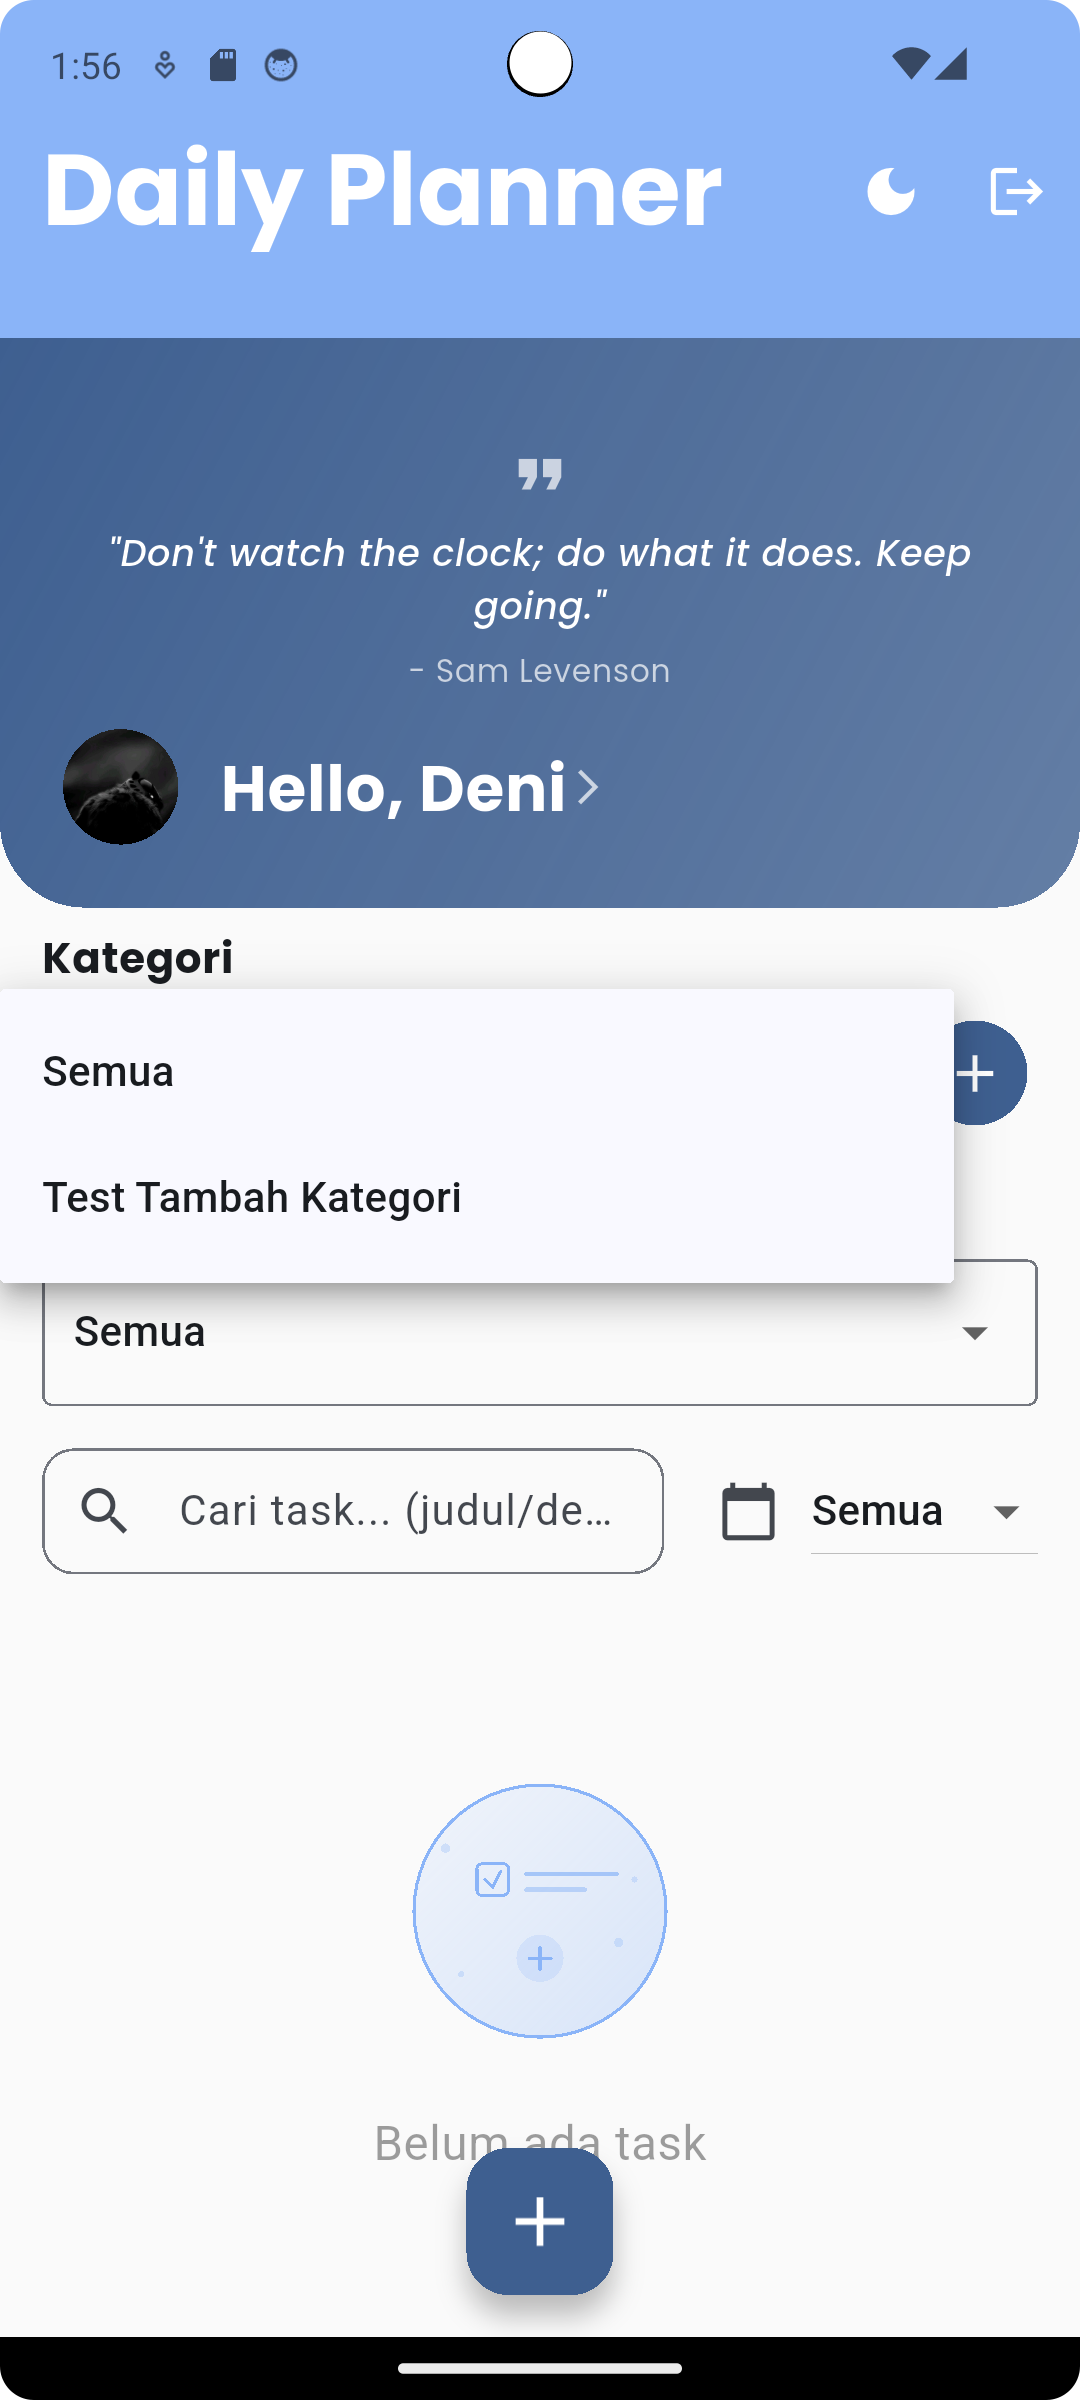 1:56
Daily Planner
"Don't watch the clock; do what it does. Keep
going."
- Sam Levenson
Hello, Deni
Kategori
Semua
Test Tambah Kategori
Semua
Cari task... (judul/de...
Semua
Belum ada task